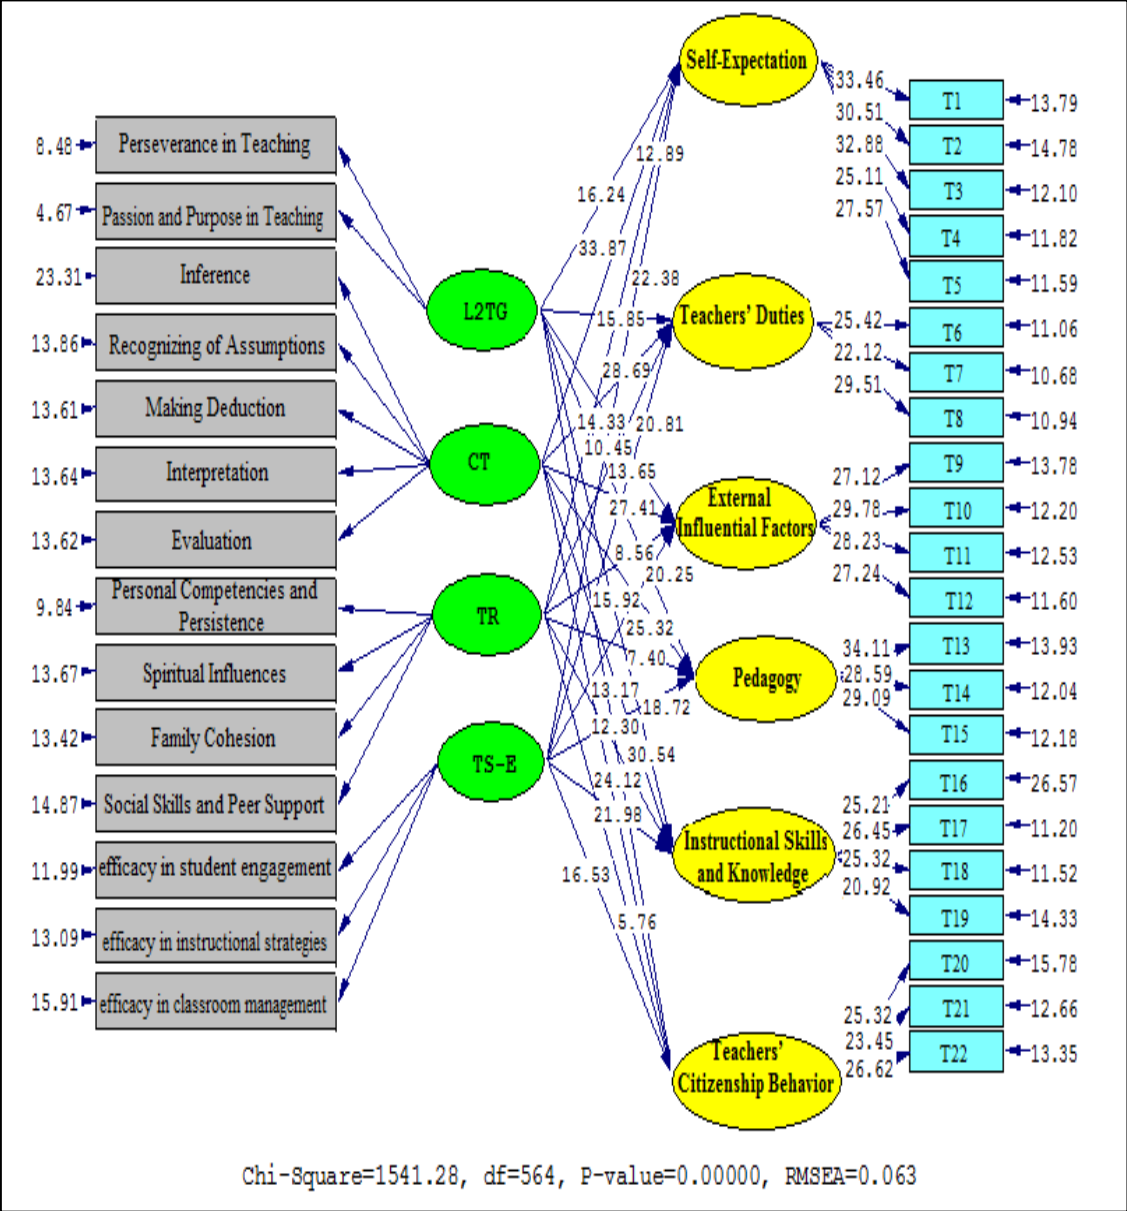 8.48
Perseverance in Teaching
4.67
Passion and Purpose in Teaching
23.31
Inference
13.86
Recognizing of Assumptions
13.61
Making Deduction
13.64
Interpretation
13.62
Evaluation
9.84
Personal Competencies and
Persistence
13.67
Spiritual Influences
13.42
Family Cohesion
14.87
Social Skills and Peer Support
11.99
efficacy in student engagement
13.09
efficacy in instructional strategies
15.91
efficacy in classroom management
L2TG
CT
TR
TS-E
12.89
16.24
33.87
22.38
15.85
28.69
14.33
20.81
10.45
13.65
27.41
8.56
20.25
15.92
25.32
7.40
13.17
18.72
12.30
30.54
24.12
21.98
16.53
5.76
Self-Expectation
Teachers' Duties
External
Influential Factors
Pedagogy
Instructional Skills
and Knowledge
Teachers'
Citizenship Behavior
33.46
30.51
32.88
25.11
27.57
25.42
22.12
29.51
27.12
29.78
28.23
27.24
34.11
28.59
29.09
25.21
26.45
25.32
20.92
25.32
23.45
26.62
T1
13.79
T2
14.78
T3
12.10
T4
11.82
T5
11.59
T6
11.06
T7
10.68
T8
10.94
T9
13.78
T10
12.20
T11
12.53
T12
11.60
T13
13.93
T14
12.04
T15
12.18
T16
26.57
T17
11.20
T18
11.52
T19
14.33
T20
15.78
T21
12.66
T22
13.35
Chi-Square=1541.28, df=564, P-value=0.00000, RMSEA=0.063